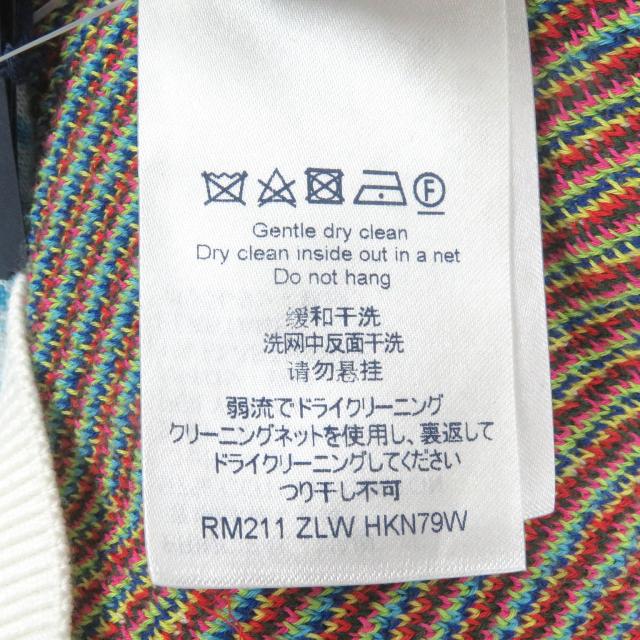 F
Gentle dry clean
Dry clean inside out in a net
Do not hang
缓和干洗
洗网中反面干洗
请勿悬挂
弱流でドライクリーニング
クリーニングネットを使用し、裏返して
ドライクリーニングしてください
つり干し不可
RM211 ZLW HKN79W